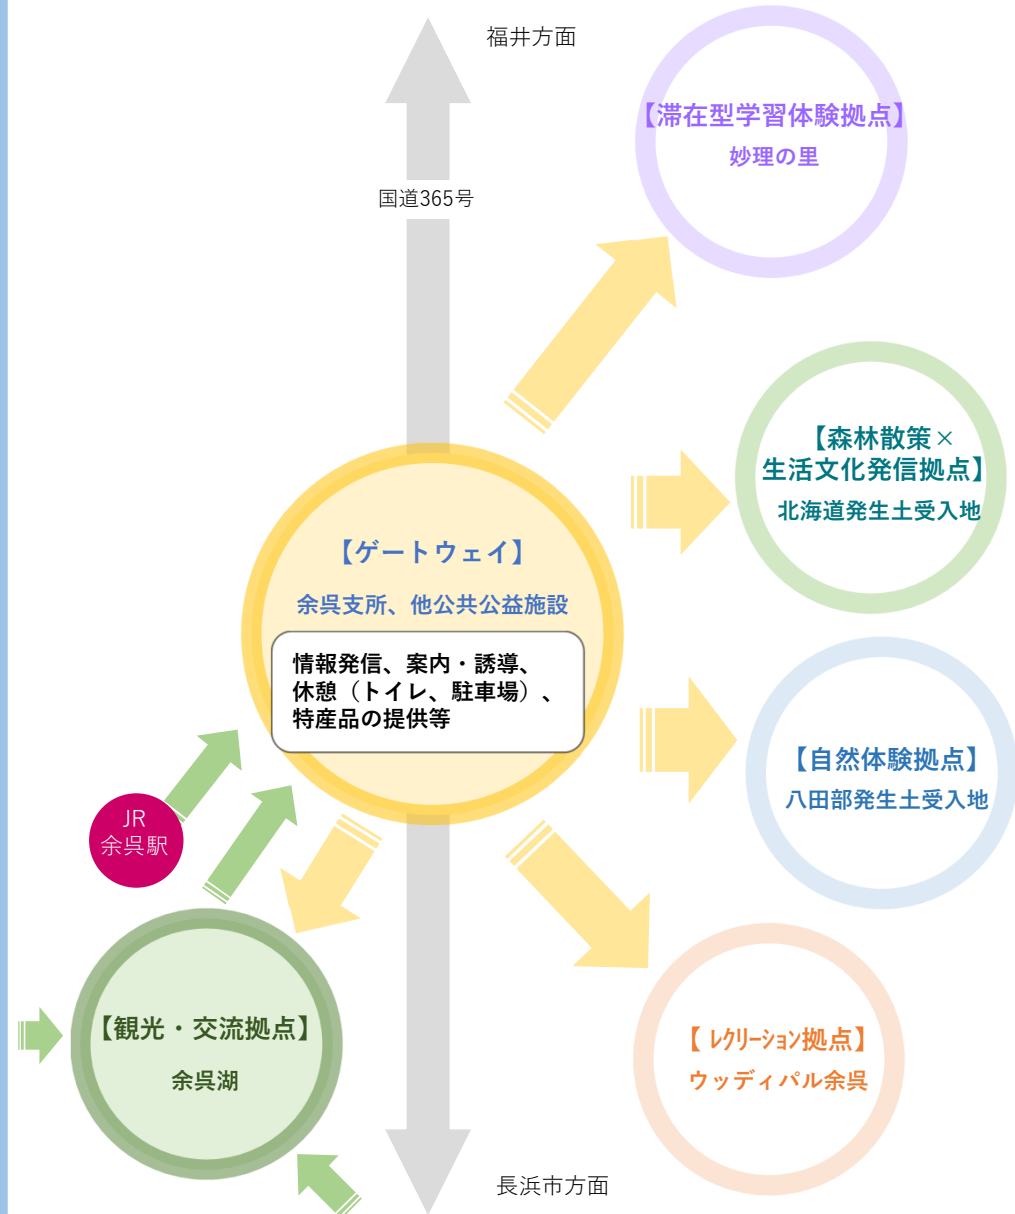 福井方面
【滞在型学習体験拠点】
妙理の里
国道365号
【森林散策×
生活文化発信拠点】
北海道発生土受入地
【ゲートウェイ】
余呉支所、他公共公益施設
情報発信、案内・誘導、
休憩（トイレ、駐車場）、
特産品の提供等
【自然体験拠点】
八田部発生土受入地
JR
余呉駅
【観光・交流拠点】
余呉湖
【ﾚｸﾘｰｼｮﾝ拠点】
ウッディパル余呉
長浜市方面